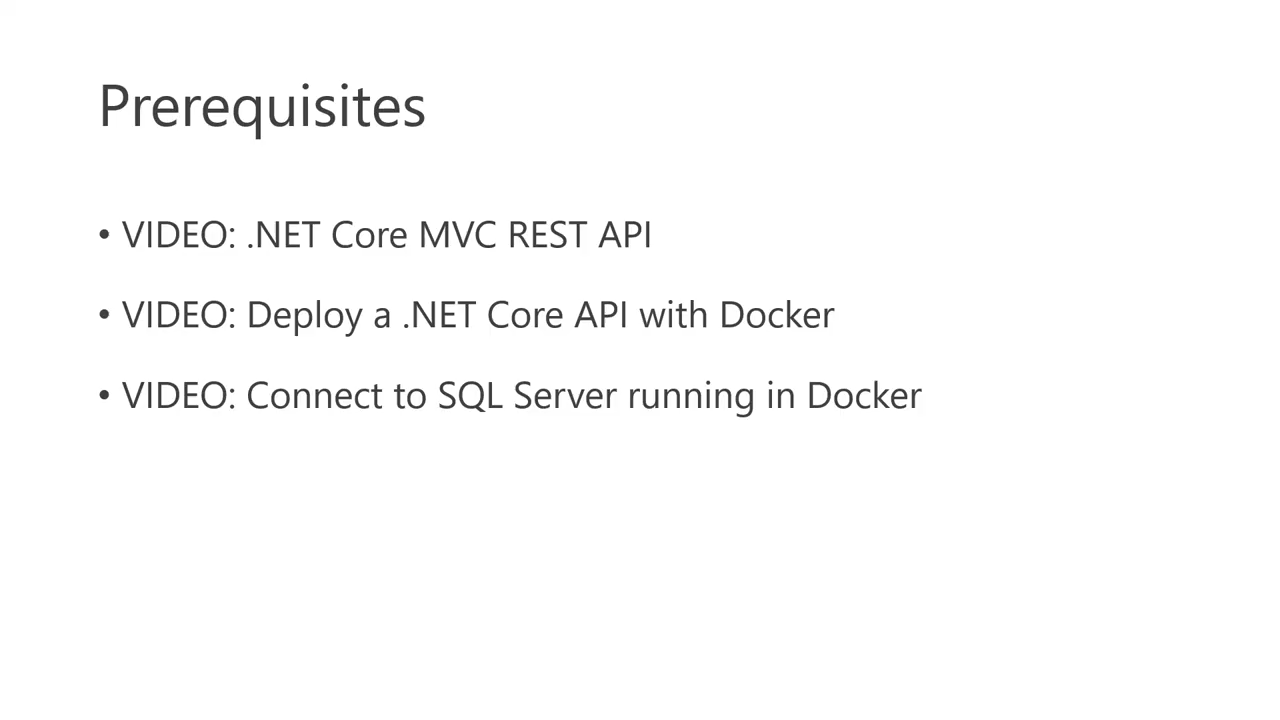 Prerequisites
• VIDEO: .NET Core MVC REST API
• VIDEO: Deploy a .NET Core API with Docker
• VIDEO: Connect to SQL Server running in Docker